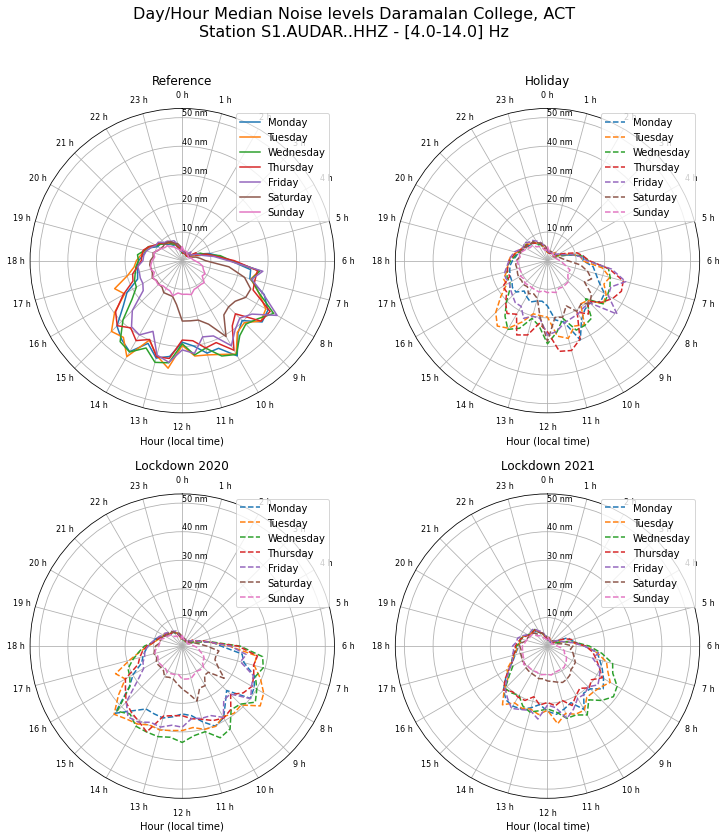 Day/Hour Median Noise levels Daramalan College, ACT
Station S1.AUDAR..HHZ - [4.0-14.0] Hz
Reference
0 h
1 h
5 h
6 h
7 h
8 h
9 h
10 h
11 h
12 h
13 h
14 h
15 h
16 h
17 h
18 h
19 h
20 h
21 h
22 h
23 h
50 nm
40 nm
30 nm
20 nm
10 nm
Monday
Tuesday
Wednesday
Thursday
Friday
Saturday
Sunday
Hour (local time)
Holiday
0 h
1 h
5 h
6 h
7 h
8 h
9 h
10 h
11 h
12 h
13 h
14 h
15 h
16 h
17 h
18 h
19 h
20 h
21 h
22 h
23 h
50 nm
40 nm
30 nm
20 nm
10 nm
Monday
Tuesday
Wednesday
Thursday
Friday
Saturday
Sunday
Hour (local time)
Lockdown 2020
0 h
1 h
5 h
6 h
7 h
8 h
9 h
10 h
11 h
12 h
13 h
14 h
15 h
16 h
17 h
18 h
19 h
20 h
21 h
22 h
23 h
50 nm
40 nm
30 nm
20 nm
10 nm
Monday
Tuesday
Wednesday
Thursday
Friday
Saturday
Sunday
Hour (local time)
Lockdown 2021
0 h
1 h
5 h
6 h
7 h
8 h
9 h
10 h
11 h
12 h
13 h
14 h
15 h
16 h
17 h
18 h
19 h
20 h
21 h
22 h
23 h
50 nm
40 nm
30 nm
20 nm
10 nm
Monday
Tuesday
Wednesday
Thursday
Friday
Saturday
Sunday
Hour (local time)